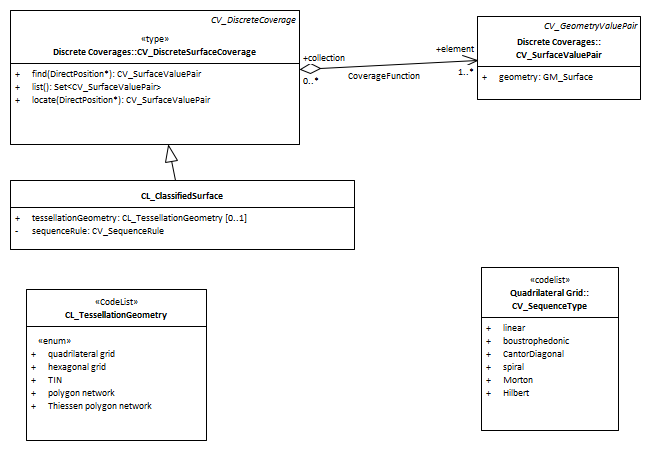 CV_DiscreteCoverage
«type»
Discrete Coverages::CV_DiscreteSurfaceCoverage
+ find(DirectPosition*): CV_SurfaceValuePair
+ list(): Set<CV_SurfaceValuePair>
+ locate(DirectPosition*): CV_SurfaceValuePair
+collection
0..*
CoverageFunction
+element
1..*
CV_GeometryValuePair
Discrete Coverages::
CV_SurfaceValuePair
+ geometry: GM_Surface
CL_ClassifiedSurface
+ tessellationGeometry: CL_TessellationGeometry [0..1]
- sequenceRule: CV_SequenceRule
«CodeList»
CL_TessellationGeometry
«enum»
+ quadrilateral grid
+ hexagonal grid
+ TIN
+ polygon network
+ Thiessen polygon network
«codelist»
Quadrilateral Grid::
CV_SequenceType
+ linear
+ boustrophedonic
+ CantorDiagonal
+ spiral
+ Morton
+ Hilbert